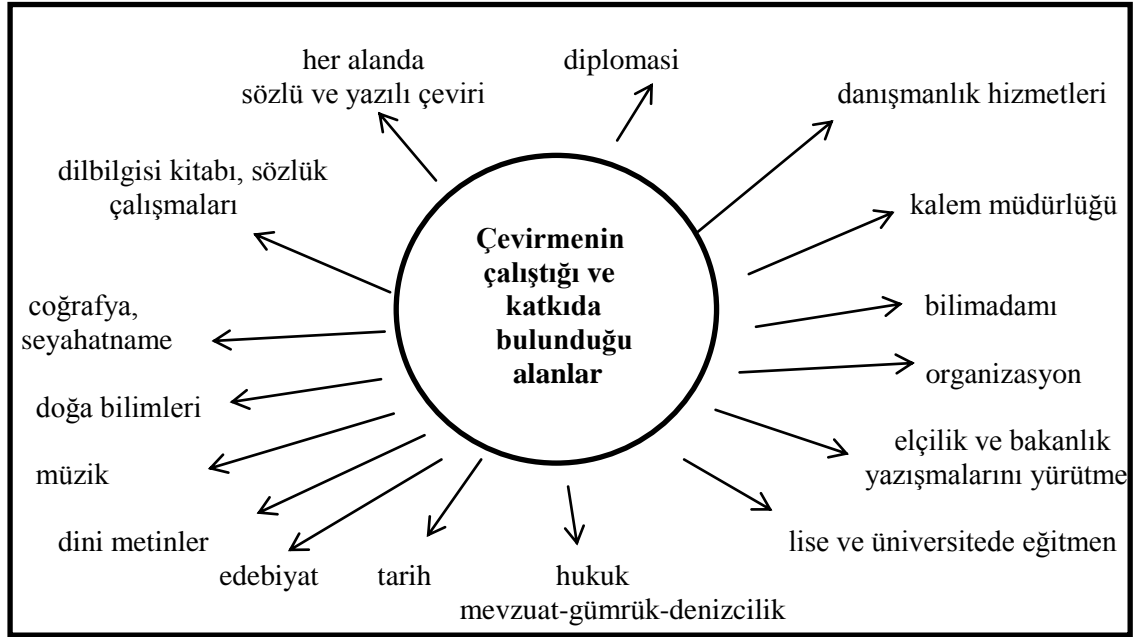 her alanda
sözlü ve yazılı çeviri
diplomasi
danışmanlık hizmetleri
dilbilgisi kitabı, sözlük
çalışmaları
kalem müdürlüğü
Çevirmenin
çalıştığı ve
katkıda
bulunduğu
alanlar
coğrafya,
seyahatname
bilimadamı
organizasyon
doğa bilimleri
elçilik ve bakanlık
yazışmalarını yürütme
müzik
dini metinler
lise ve üniversitede eğitmen
edebiyat
tarih
hukuk
mevzuat-gümrük-denizcilik